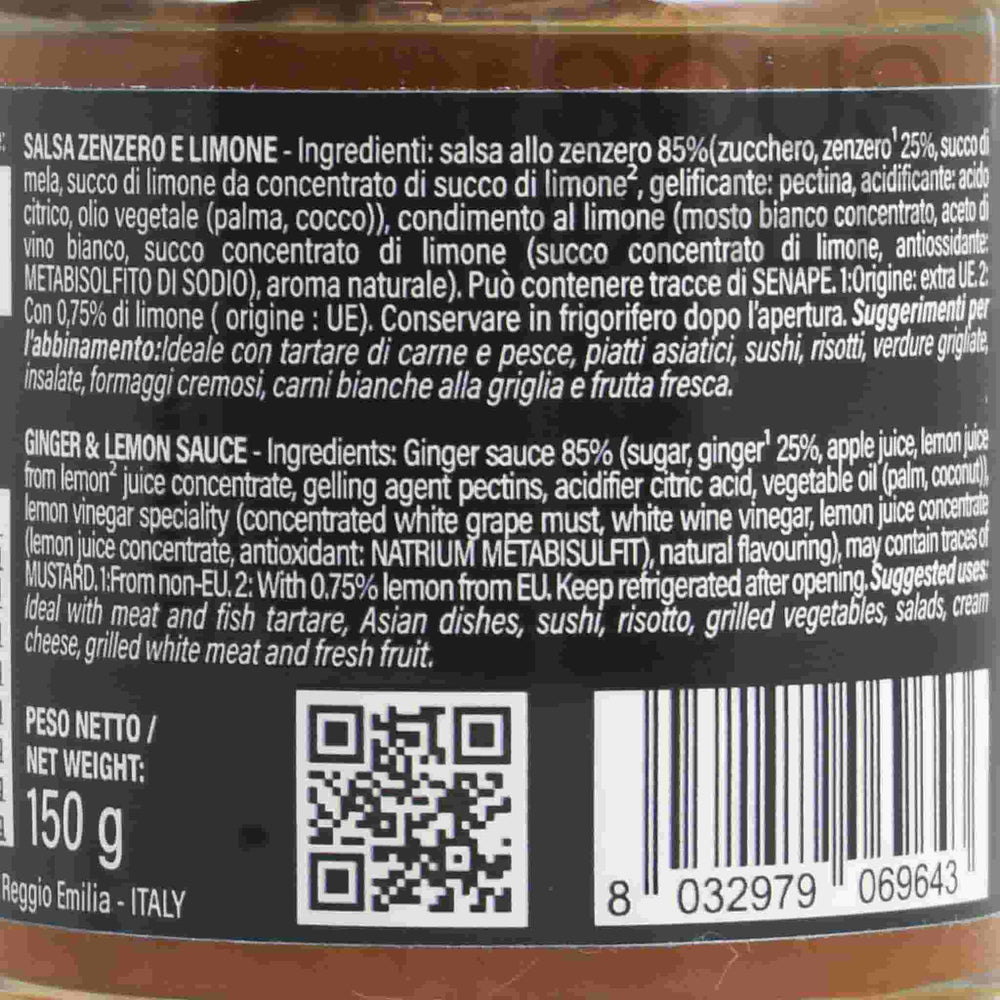 SALSA ZENZERO E LIMONE - Ingredienti: salsa allo zenzero 85%(zucchero, zenzero¹ 25%, succo di
mela, succo di limone da concentrato di succo di limone², gelificante: pectina, acidificante: acido
citrico, olio vegetale (palma, cocco)), condimento al limone (mosto bianco concentrato, aceto di
vino bianco, succo concentrato di limone (succo concentrato di limone, antiossidante:
METABISOLFITO DI SODIO), aroma naturale). Può contenere tracce di SENAPE. 1:Origine: extra UE. 2:
Con 0,75% di limone ( origine : UE). Conservare in frigorifero dopo l'apertura. Suggerimenti per
l'abbinamento:Ideale con tartare di carne e pesce, piatti asiatici, sushi, risotti, verdure grigliate,
insalate, formaggi cremosi, carni bianche alla griglia e frutta fresca.
GINGER & LEMON SAUCE - Ingredients: Ginger sauce 85% (sugar, ginger¹ 25%, apple juice, lemon juice
from lemon² juice concentrate, gelling agent pectins, acidifier citric acid, vegetable oil (palm, coconut)),
lemon vinegar speciality (concentrated white grape must, white wine vinegar, lemon juice concentrate
(lemon juice concentrate, antioxidant: NATRIUM METABISULFIT), natural flavouring), may contain traces of
MUSTARD. 1:From non-EU. 2: With 0.75% lemon from EU. Keep refrigerated after opening. Suggested uses:
Ideal with meat and fish tartare, Asian dishes, sushi, risotto, grilled vegetables, salads, cream
cheese, grilled white meat and fresh fruit.
PESO NETTO /
NET WEIGHT:
150 g
Reggio Emilia - ITALY
8 032979 069643